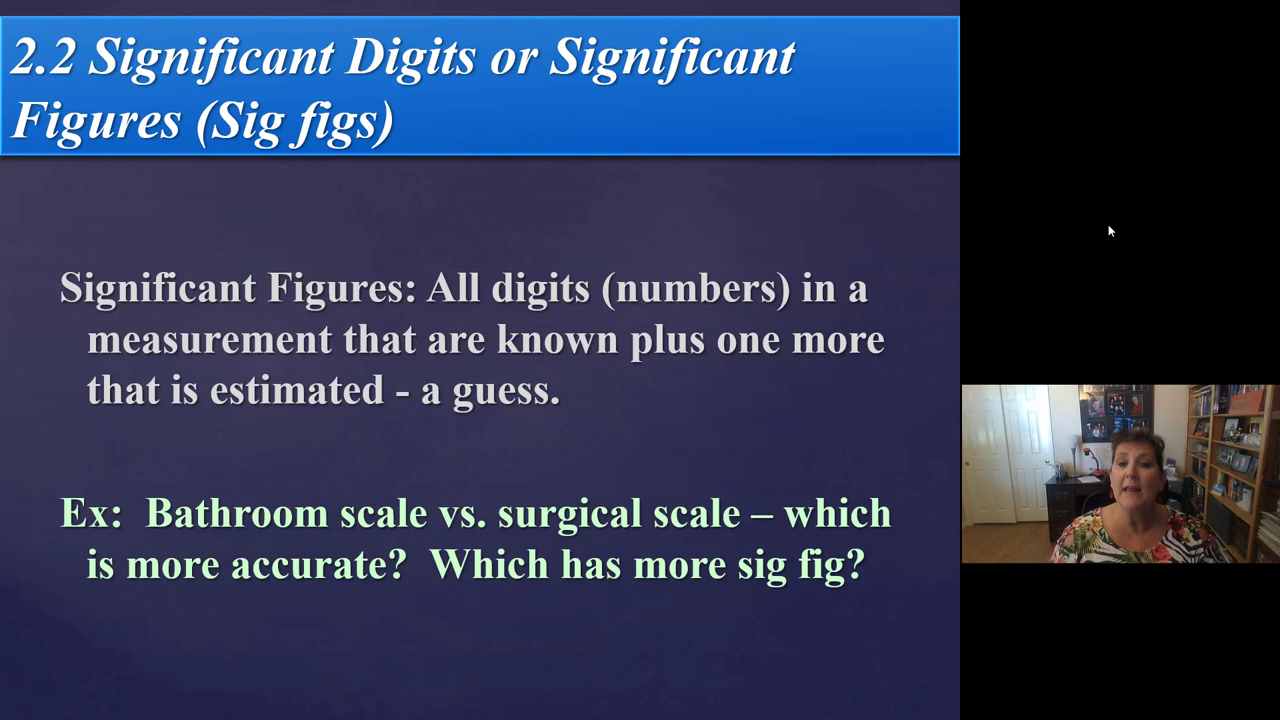 2.2 Significant Digits or Significant
Figures (Sig figs)
Significant Figures: All digits (numbers) in a
measurement that are known plus one more
that is estimated - a guess.
Ex:  Bathroom scale vs. surgical scale – which
is more accurate?  Which has more sig fig?